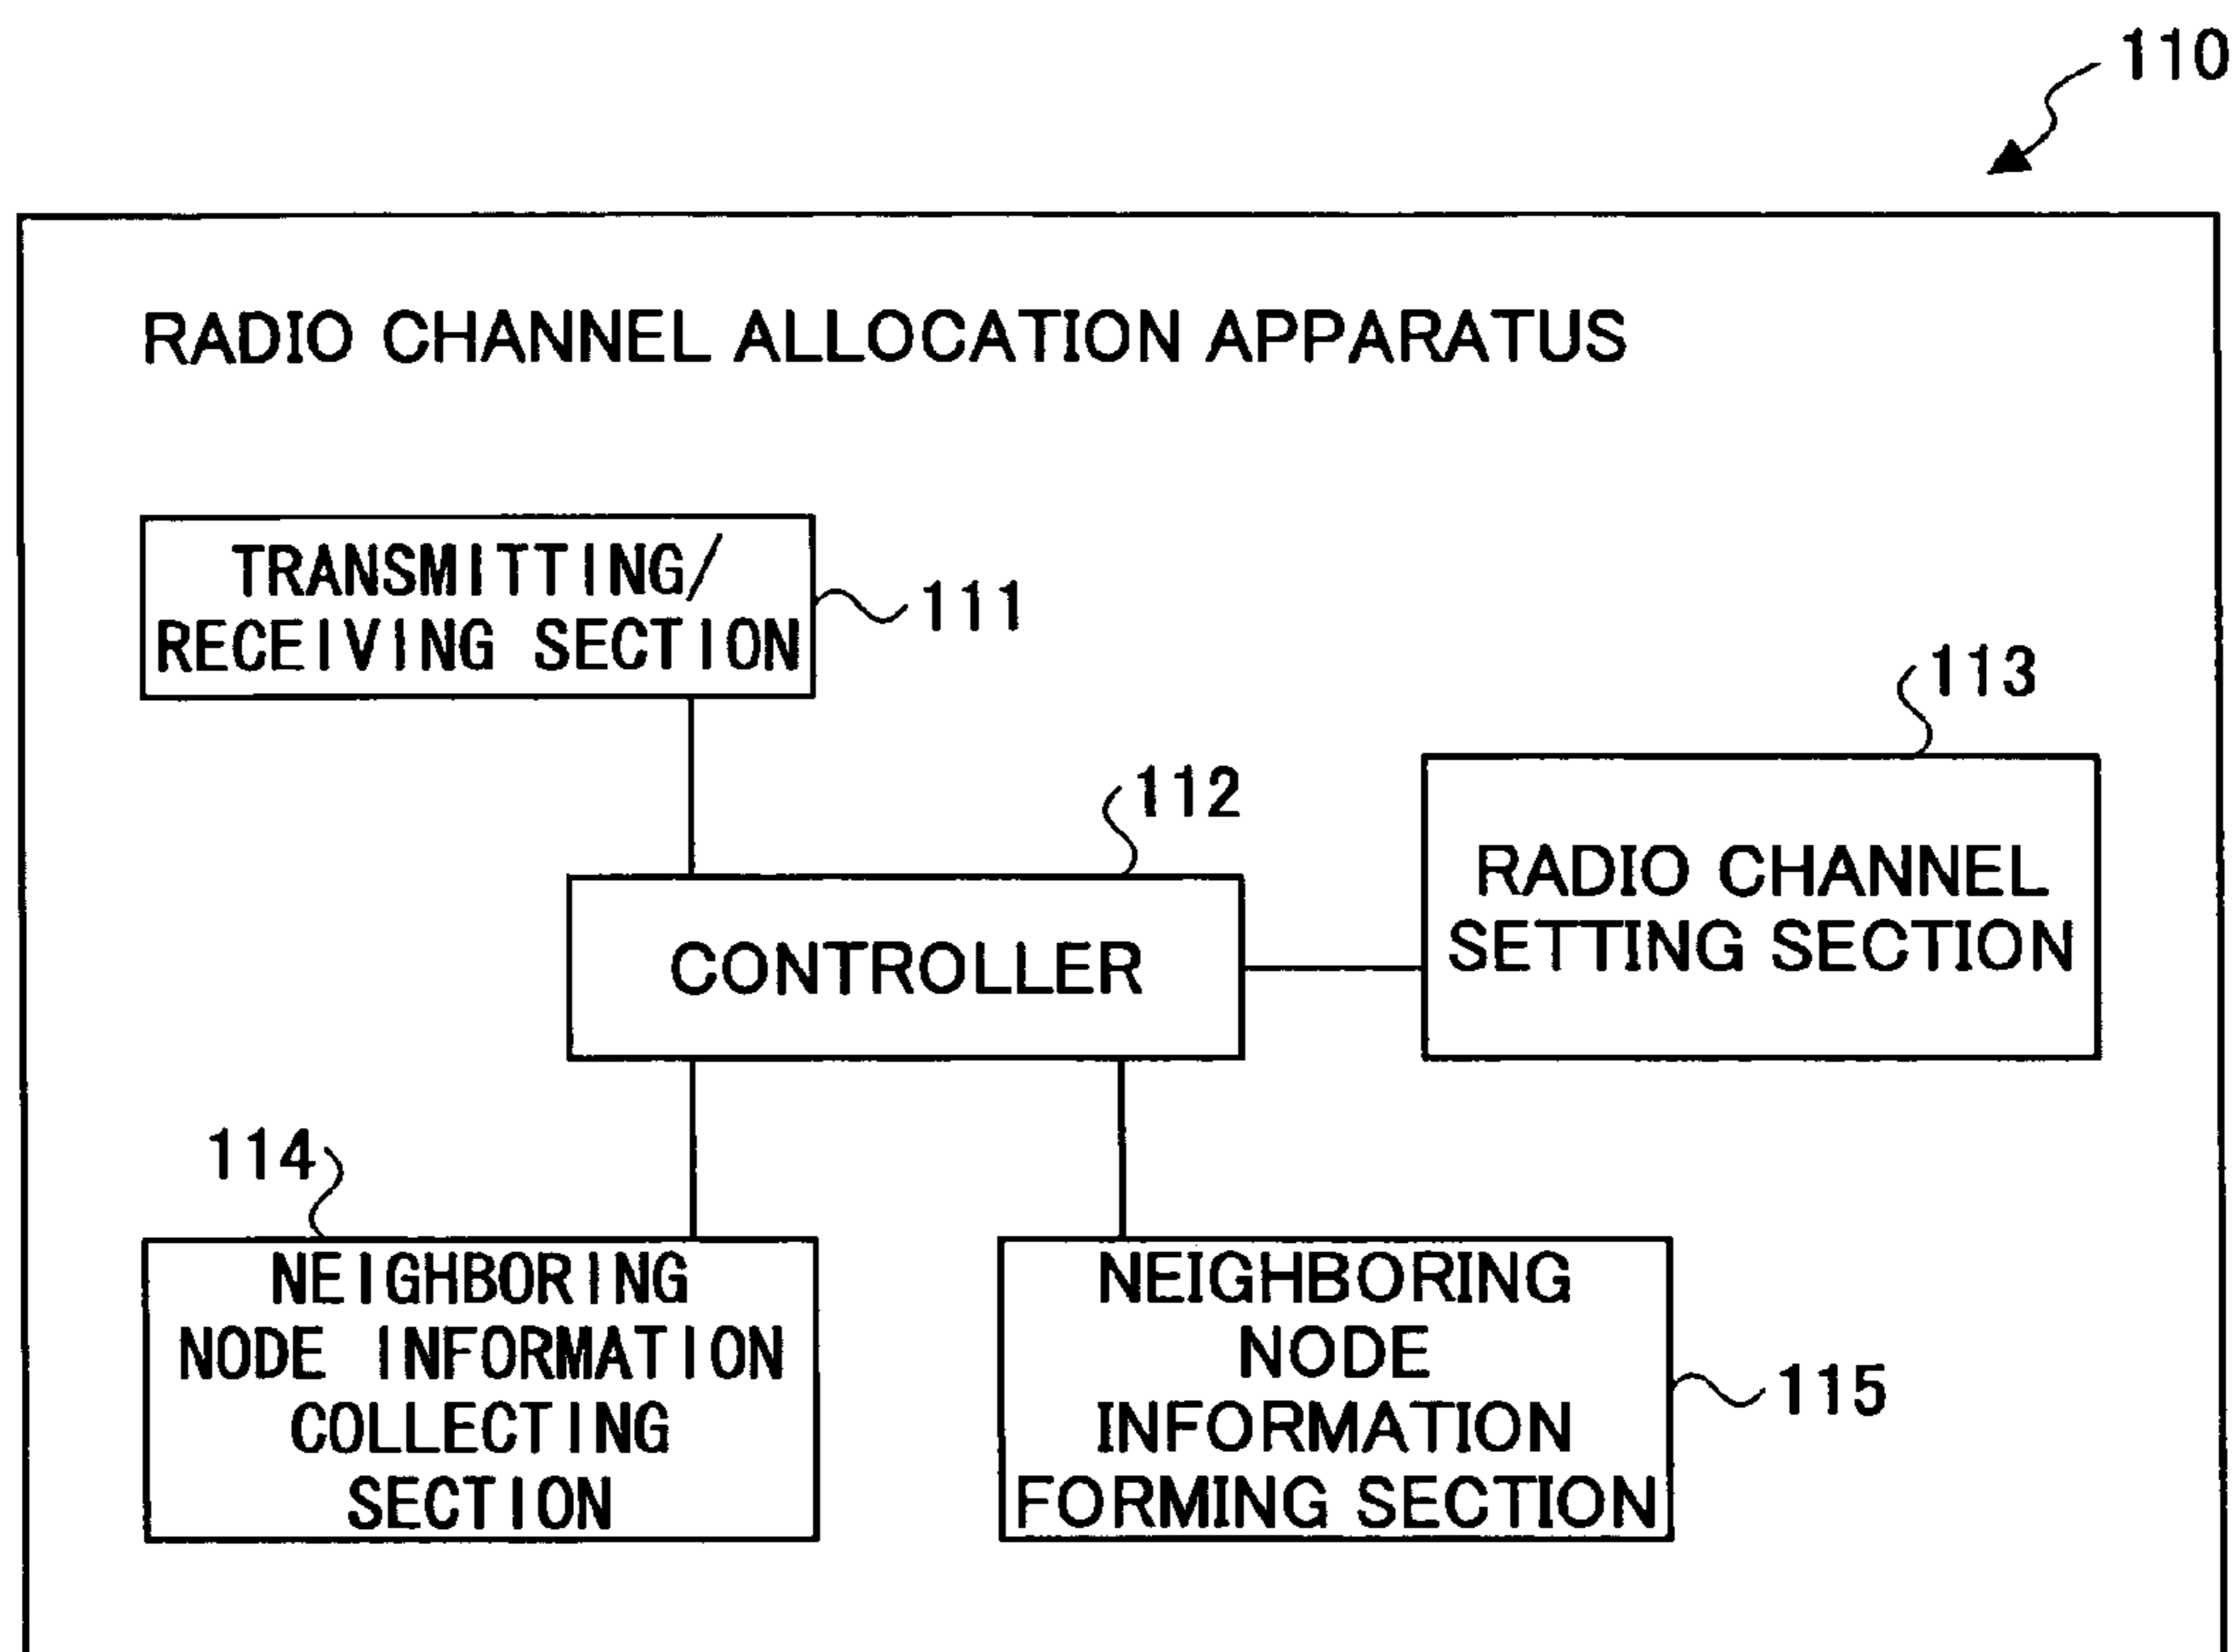 110
RADIO CHANNEL ALLOCATION APPARATUS
TRANSMITTING/
RECEIVING SECTION
111
113
112
RADIO CHANNEL
SETTING SECTION
CONTROLLER
114
NEIGHBORING
NODE INFORMATION
COLLECTING
SECTION
NEIGHBORING
NODE
INFORMATION
FORMING SECTION
115